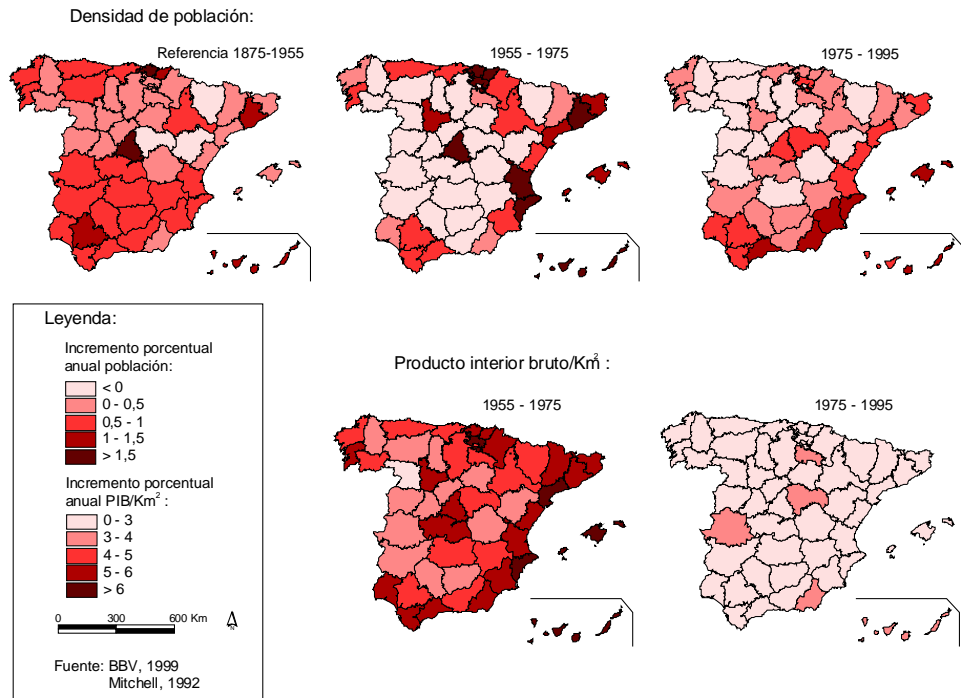 Densidad de población:
Referencia 1875-1955
1955 - 1975
1975 - 1995
Leyenda:
Incremento porcentual
anual población:
< 0
0 - 0,5
0,5 - 1
1 - 1,5
> 1,5
Incremento porcentual
anual PIB/Km² :
0 - 3
3 - 4
4 - 5
5 - 6
> 6
0 300 600 Km
N
Fuente: BBV, 1999
Mitchell, 1992
Producto interior bruto/Km² :
1955 - 1975
1975 - 1995